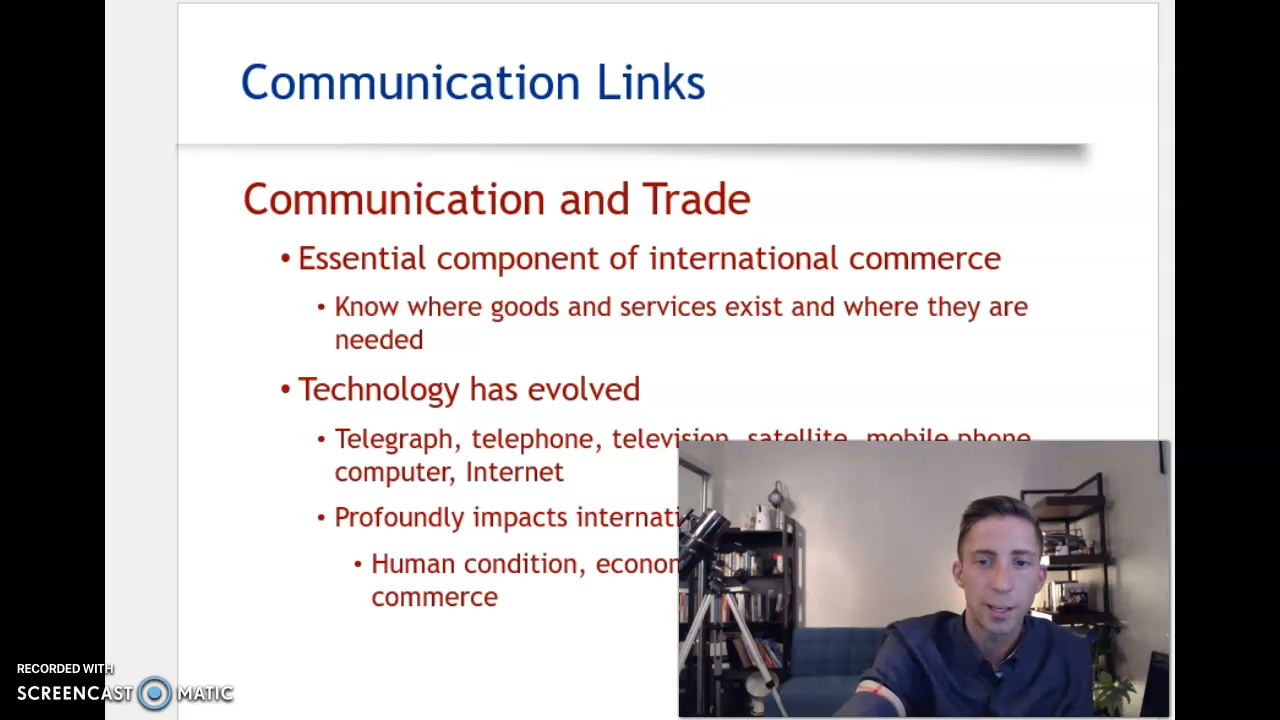 Communication Links
Communication and Trade
• Essential component of international commerce
• Know where goods and services exist and where they are
needed
• Technology has evolved
• Telegraph, telephone, television, satellite, mobile phone
computer, Internet
• Profoundly impacts
• Human condition,
commerce
RECORDED WITH
SCREENCAST MATIC